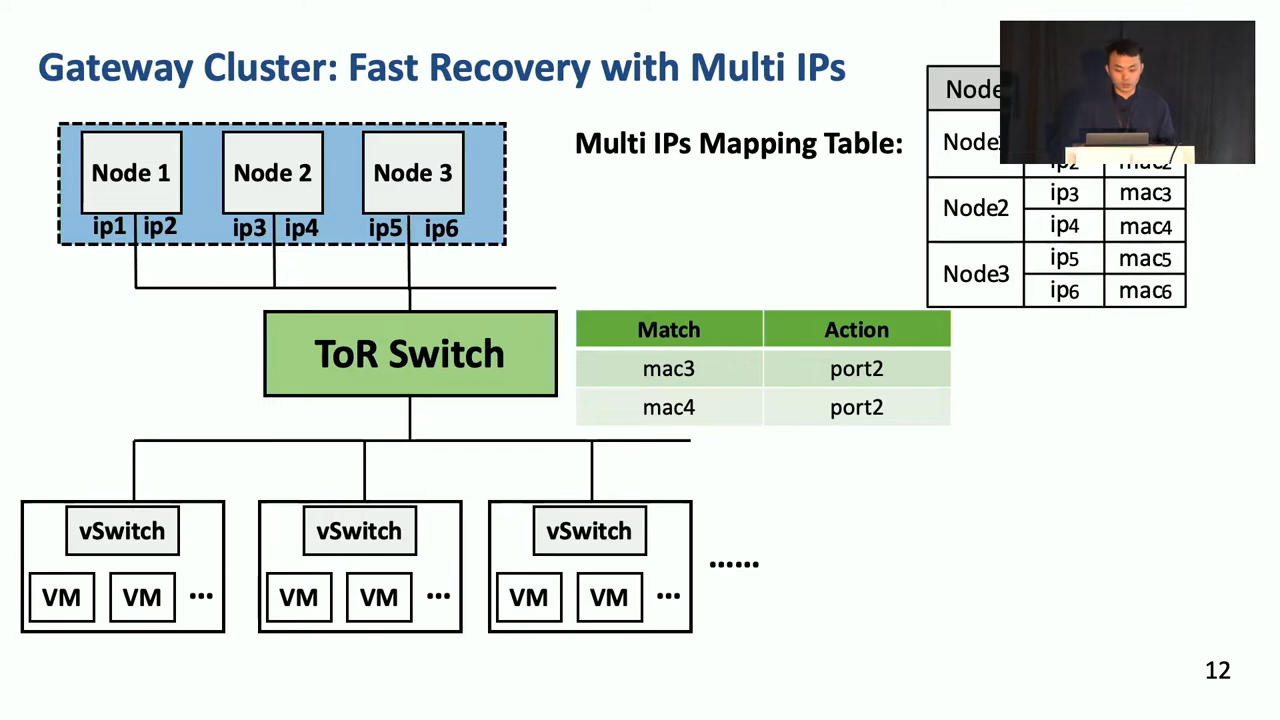 Gateway Cluster: Fast Recovery with Multi IPs
Multi IPs Mapping Table:
Node
Node
ip2 mac2
Node2 ip3 mac3
ip4 mac4
Node3 ip5 mac5
ip6 mac6
Node 1 Node 2 Node 3
ip1 ip2 ip3 ip4 ip5 ip6
ToR Switch
Match Action
mac3 port2
mac4 port2
vSwitch vSwitch vSwitch
VM VM ... VM VM ... VM VM ...
......
12